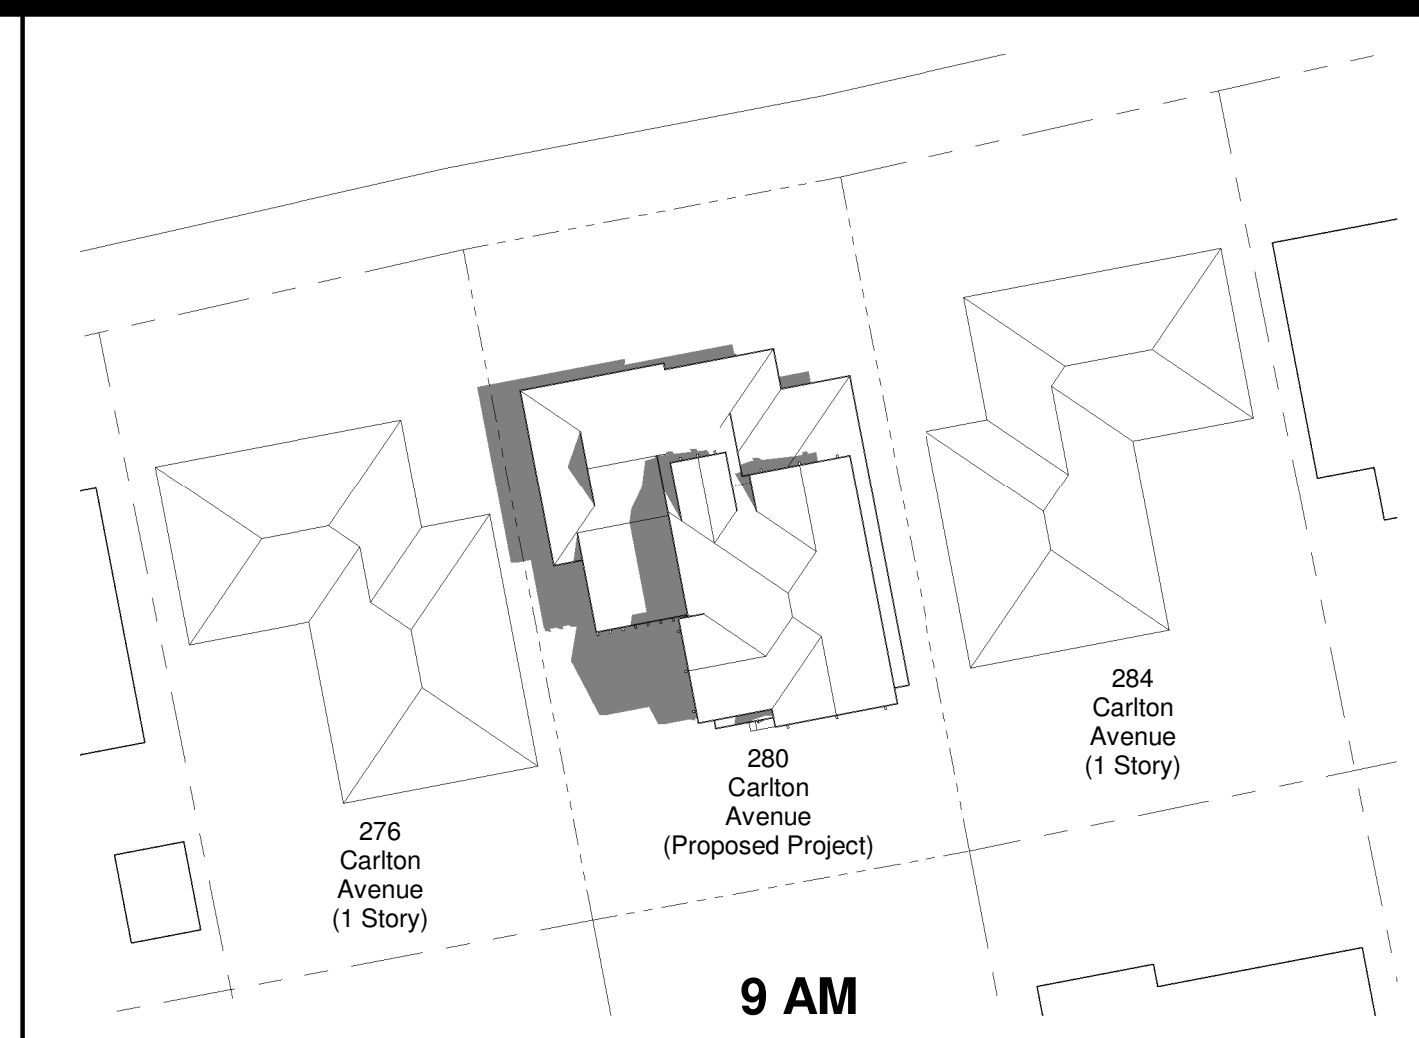 284
Carlton
Avenue
(1 Story)
280
Carlton
Avenue
(Proposed Project)
276
Carlton
Avenue
(1 Story)
9 AM